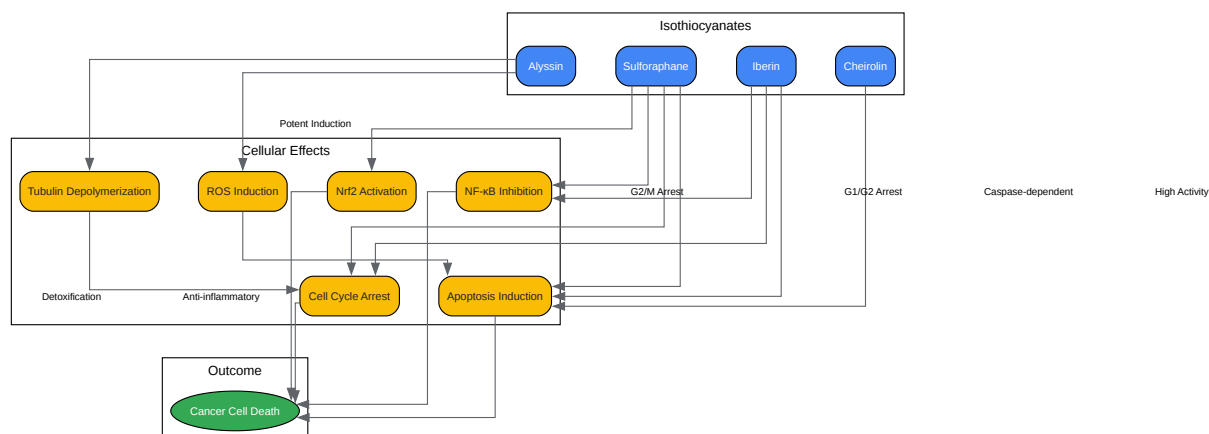 Isothiocyanates
Alyssin
Sulforaphane
Iberin
Cheirolin
Potent Induction
Cellular Effects
Tubulin Depolymerization
ROS Induction
Nrf2 Activation
NF-κB Inhibition
G2/M Arrest
G1/G2 Arrest
Caspase-dependent
High Activity
Detoxification
Anti-inflammatory
Cell Cycle Arrest
Apoptosis Induction
Outcome
Cancer Cell Death